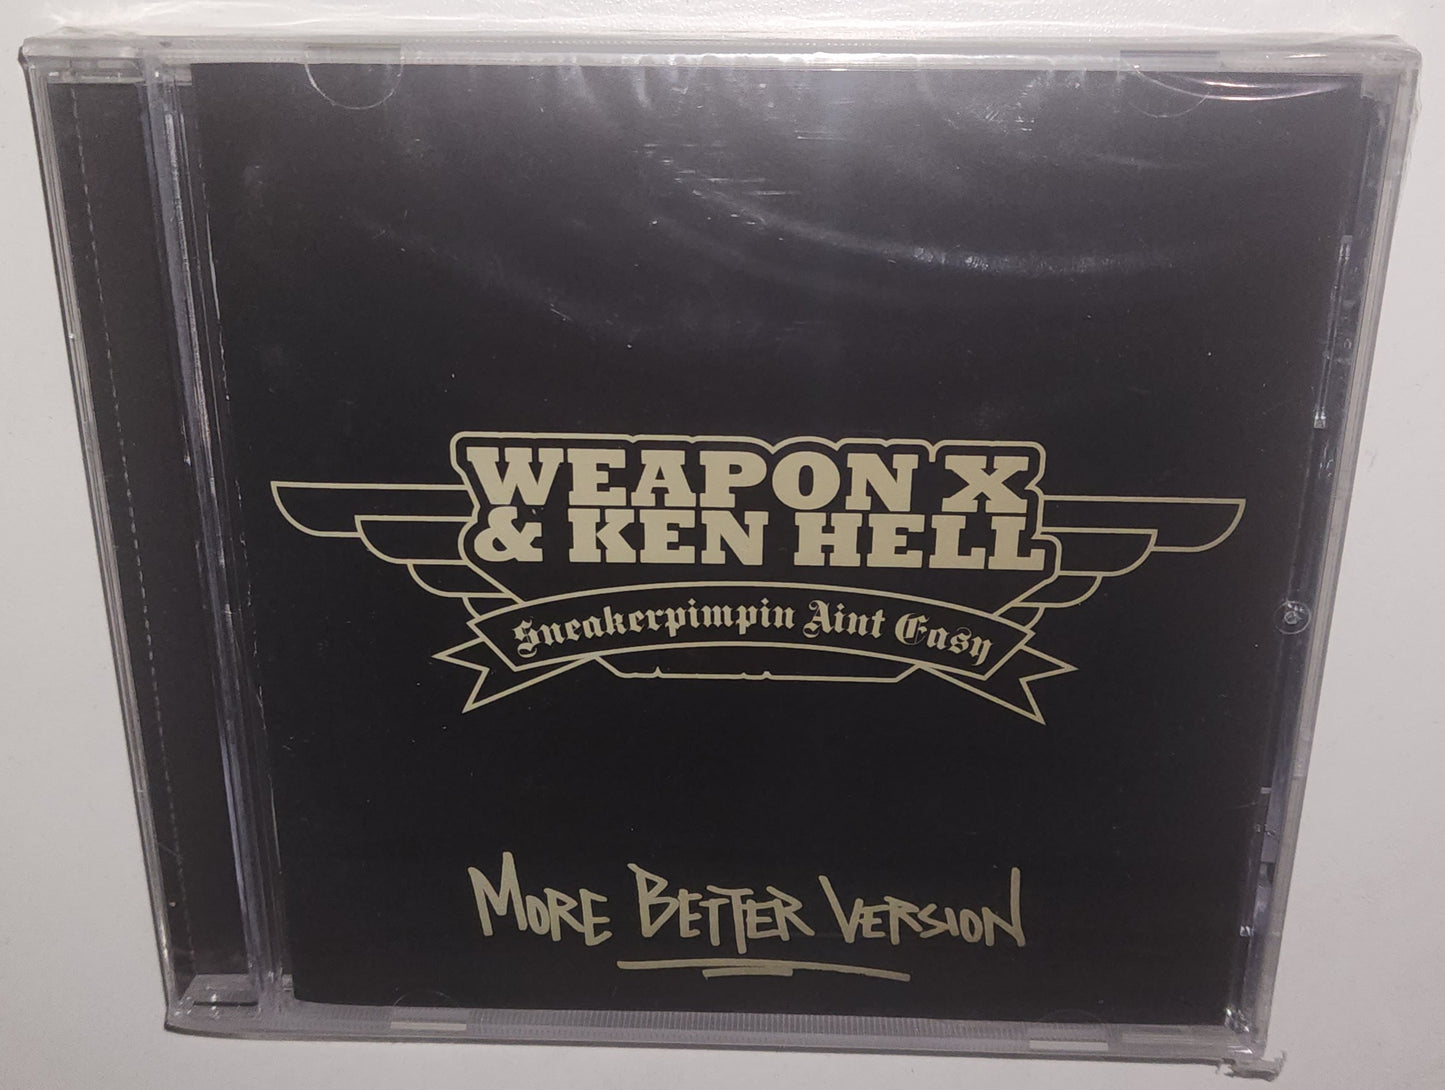 WEAPON X
& KEN HELL
Sneakerpimpin Aint Easy
MORE BETTER VERSION